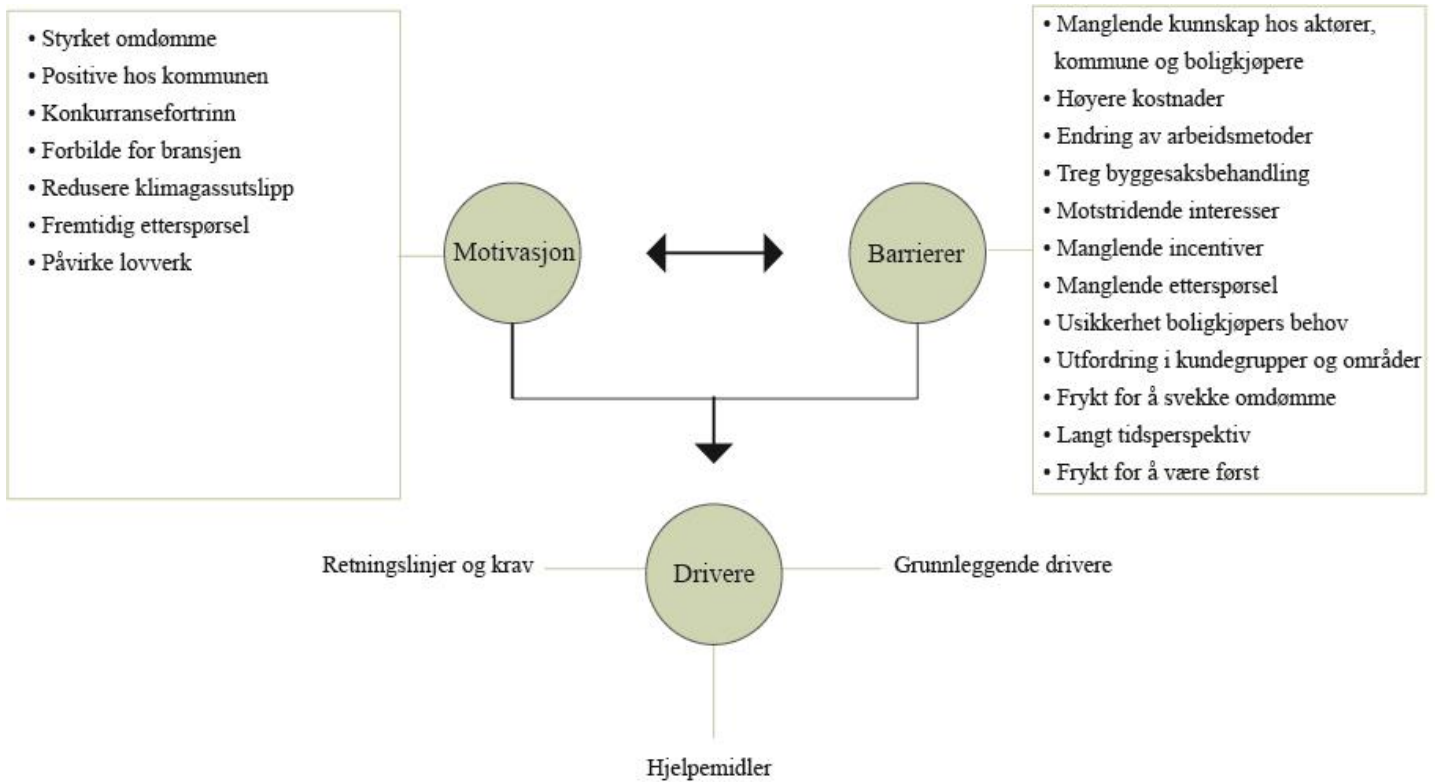 • Styrket omdømme
• Positive hos kommunen
• Konkurransefortrinn
• Forbilde for bransjen
• Redusere klimagassutslipp
• Fremtidig etterspørsel
• Påvirke lovverk
Motivasjon
Barrierer
• Manglende kunnskap hos aktører,
kommune og boligkjøpere
• Høyere kostnader
• Endring av arbeidsmetoder
• Treg byggesaksbehandling
• Motstridende interesser
• Manglende incentiver
• Manglende etterspørsel
• Usikkerhet boligkjøpers behov
• Utfordring i kundegrupper og områder
• Frykt for å svekke omdømme
• Langt tidsperspektiv
• Frykt for å være først
Retningslinjer og krav
Drivere
Grunnleggende drivere
Hjelpemidler